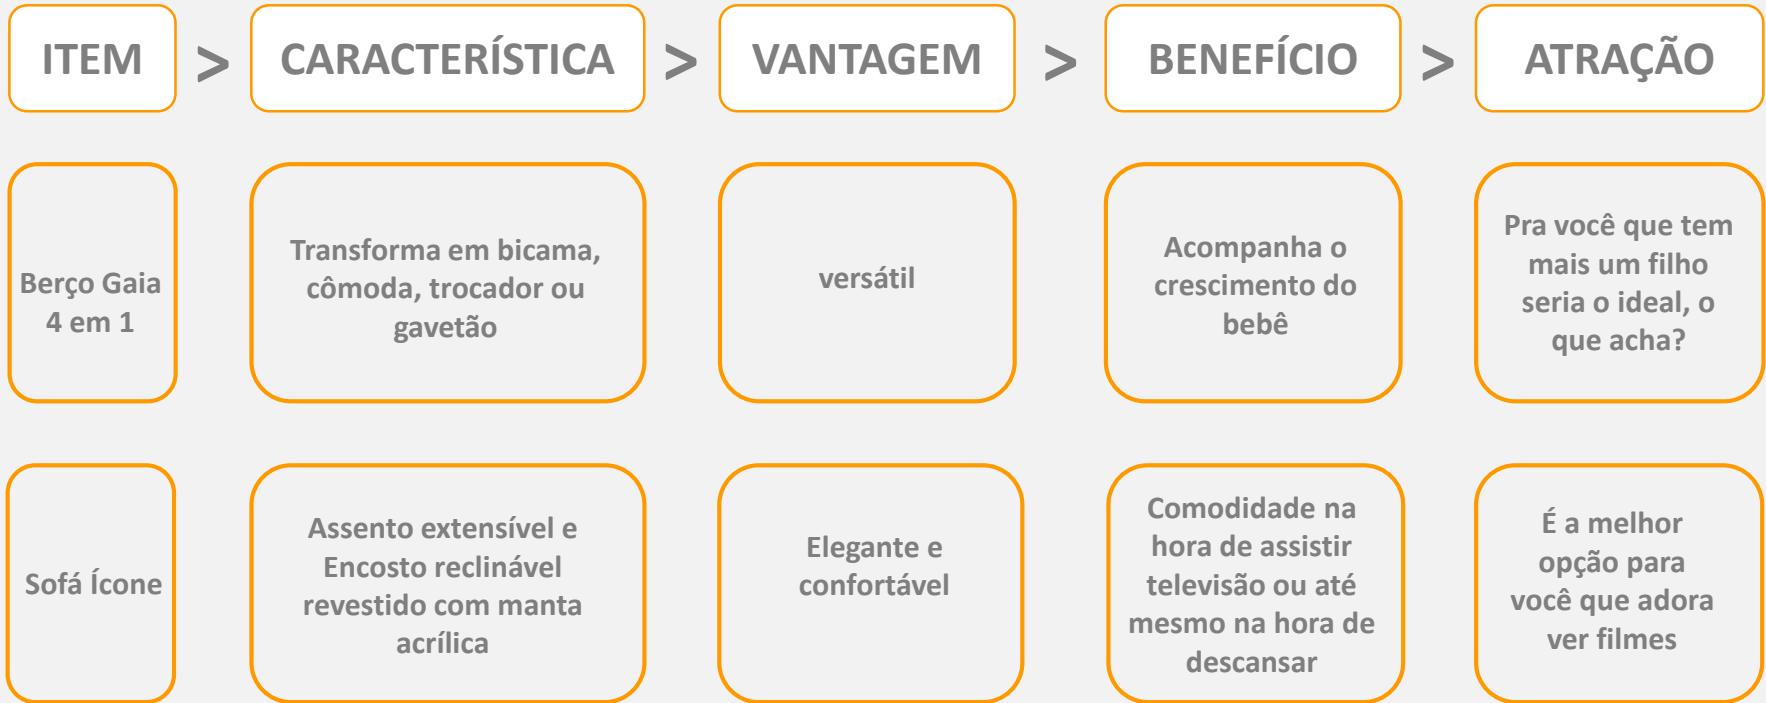 ITEM > CARACTERÍSTICA > VANTAGEM > BENEFÍCIO > ATRAÇÃO
Berço Gaia
4 em 1
Transforma em bicama,
cômoda, trocador ou
gavetão
versátil
Acompanha o
crescimento do
bebê
Pra você que tem
mais um filho
seria o ideal, o
que acha?
Sofá Ícone
Assento extensível e
Encosto reclinável
revestido com manta
acrílica
Elegante e
confortável
Comodidade na
hora de assistir
televisão ou até
mesmo na hora de
descansar
É a melhor
opção para
você que adora
ver filmes